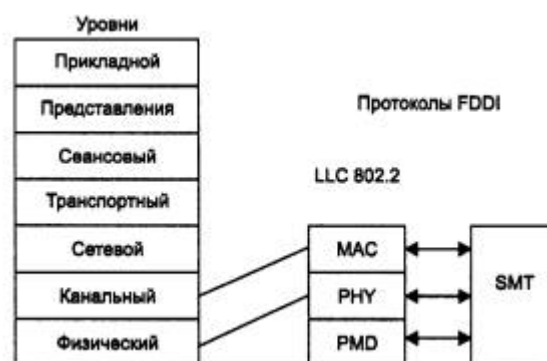 Уровни
Прикладной
Представления
Сеансовый
Транспортный
Сетевой
Канальный
Физический
Протоколы FDDI
LLC 802.2
MAC
PHY
PMD
SMT